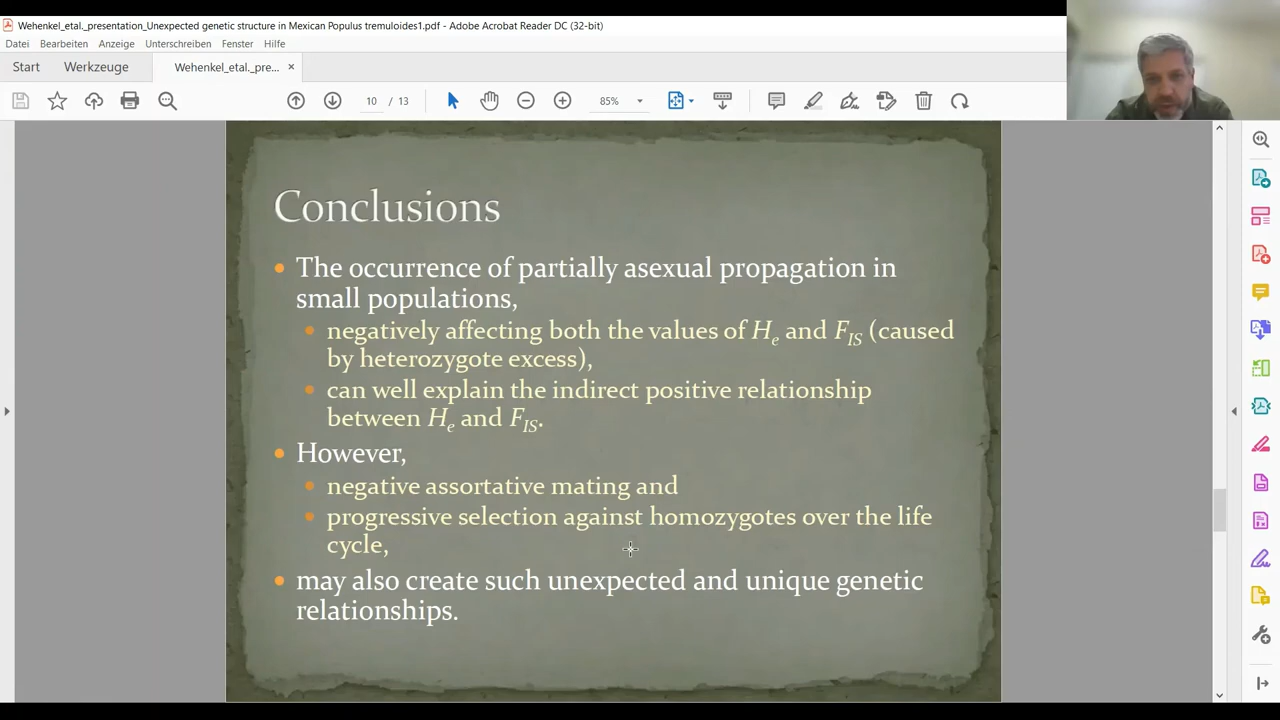 Wehenkel_etal._presentation_Unexpected genetic structure in Mexican Populus tremuloides1.pdf - Adobe Acrobat Reader DC (32-bit)
Datei Bearbeiten Anzeige Unterschreiben Fenster Hilfe
Start Werkzeuge Wehenkel_etal._pre... ×
10 / 13 85%
Conclusions
• The occurrence of partially asexual propagation in
small populations,
• negatively affecting both the values of He and FIS (caused
by heterozygote excess),
• can well explain the indirect positive relationship
between He and FIS.
• However,
• negative assortative mating and
• progressive selection against homozygotes over the life
cycle,
• may also create such unexpected and unique genetic
relationships.